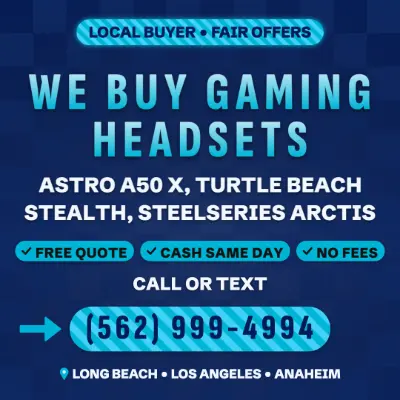 LOCAL BUYER • FAIR OFFERS
WE BUY GAMING
HEADSETS
ASTRO A50 X, TURTLE BEACH
STEALTH, STEELSERIES ARCTIS
✓ FREE QUOTE ✓ CASH SAME DAY ✓ NO FEES
CALL OR TEXT
(562) 999-4994
LONG BEACH • LOS ANGELES • ANAHEIM